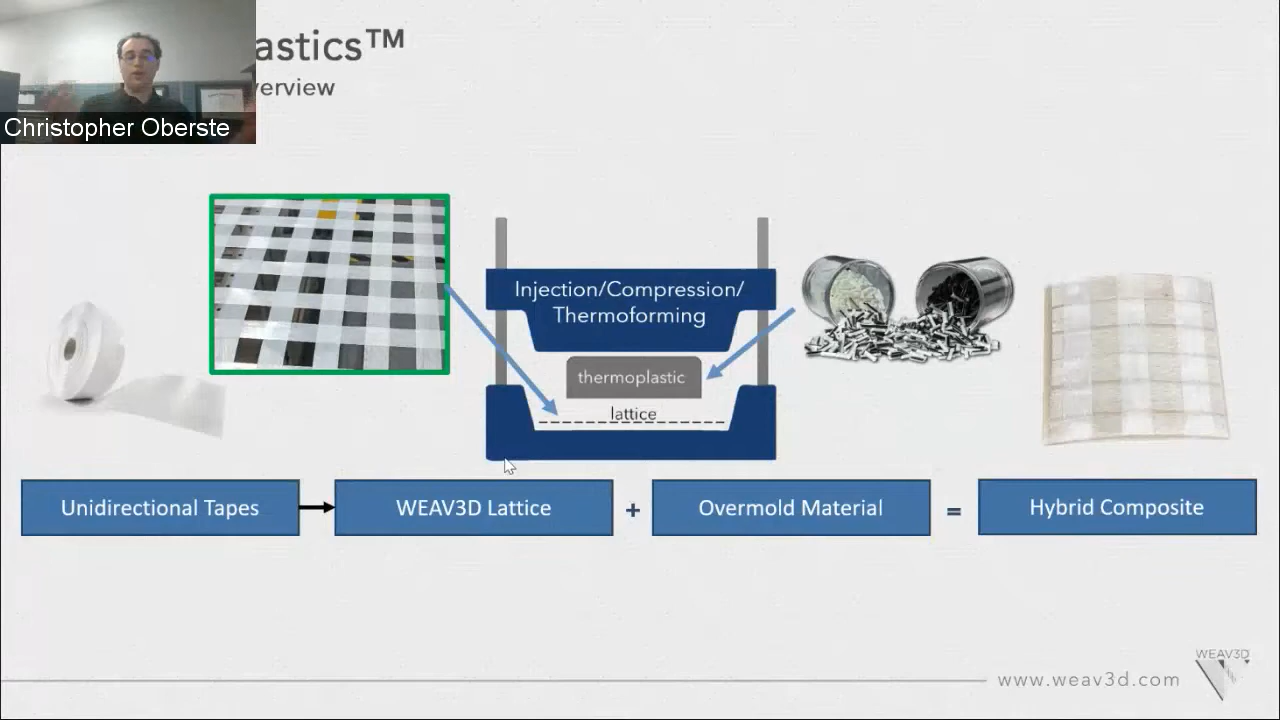 astics™
erview
Christopher Oberste
Injection/Compression/
Thermoforming
thermoplastic
lattice
Unidirectional Tapes
WEAV3D Lattice
+
Overmold Material
=
Hybrid Composite
WEAV3D
www.weav3d.com